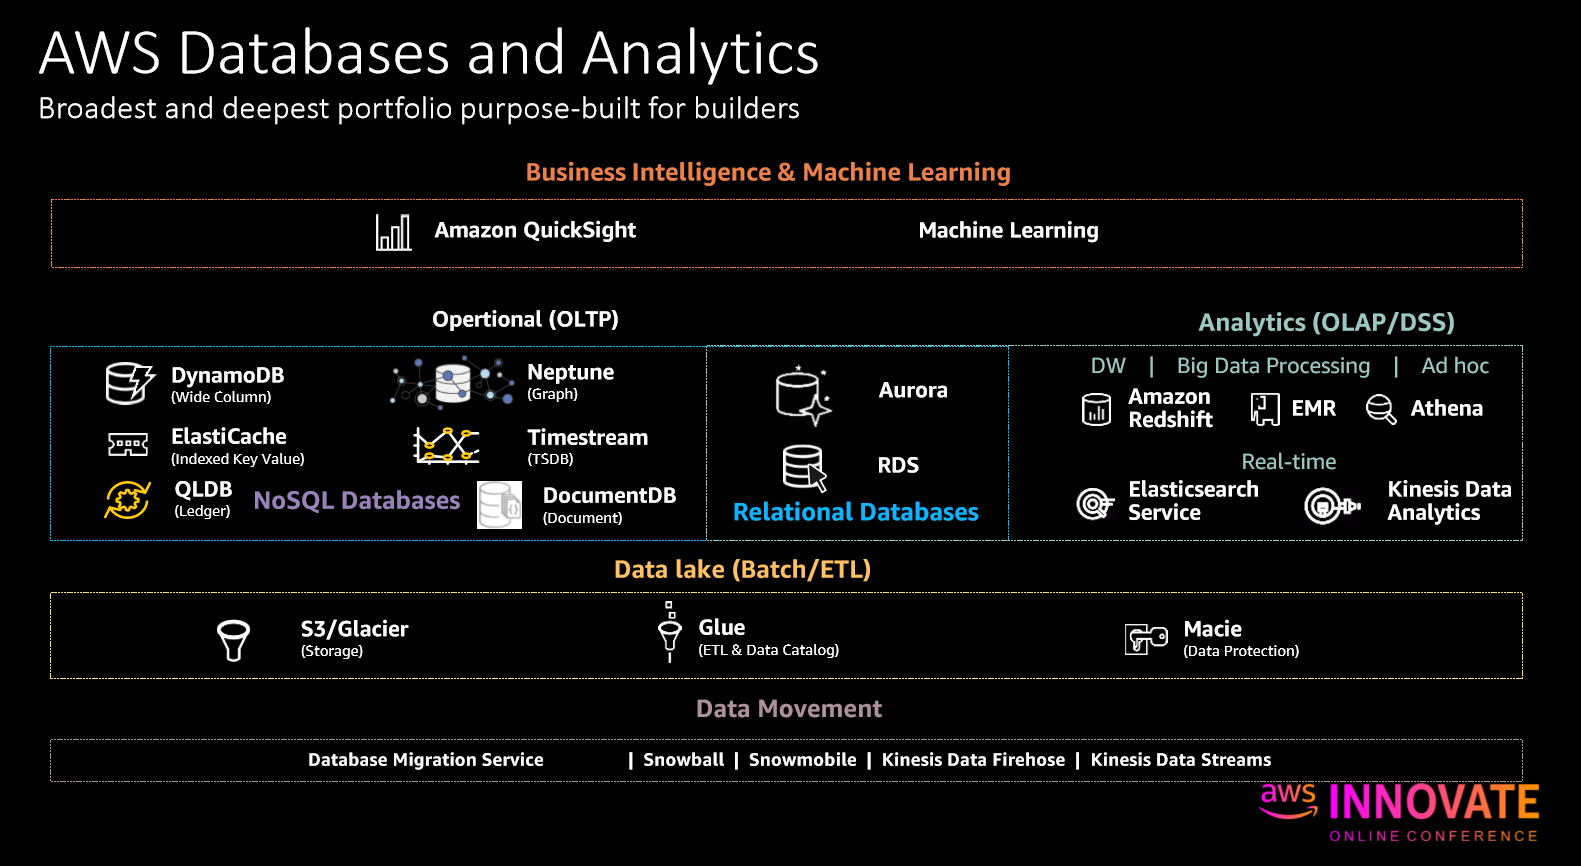 AWS Databases and Analytics
Broadest and deepest portfolio purpose-built for builders
Business Intelligence & Machine Learning
Amazon QuickSight
Machine Learning
Opertional (OLTP)
DynamoDB
(Wide Column)
Neptune
(Graph)
ElastiCache
(Indexed Key Value)
Timestream
(TSDB)
QLDB
(Ledger)
NoSQL Databases
DocumentDB
(Document)
Aurora
RDS
Relational Databases
Analytics (OLAP/DSS)
DW | Big Data Processing | Ad hoc
Amazon
Redshift
EMR
Athena
Real-time
Elasticsearch
Service
Kinesis Data
Analytics
Data lake (Batch/ETL)
S3/Glacier
(Storage)
Glue
(ETL & Data Catalog)
Macie
(Data Protection)
Data Movement
Database Migration Service | Snowball | Snowmobile | Kinesis Data Firehose | Kinesis Data Streams
aws INNOVATE
ONLINE CONFERENCE